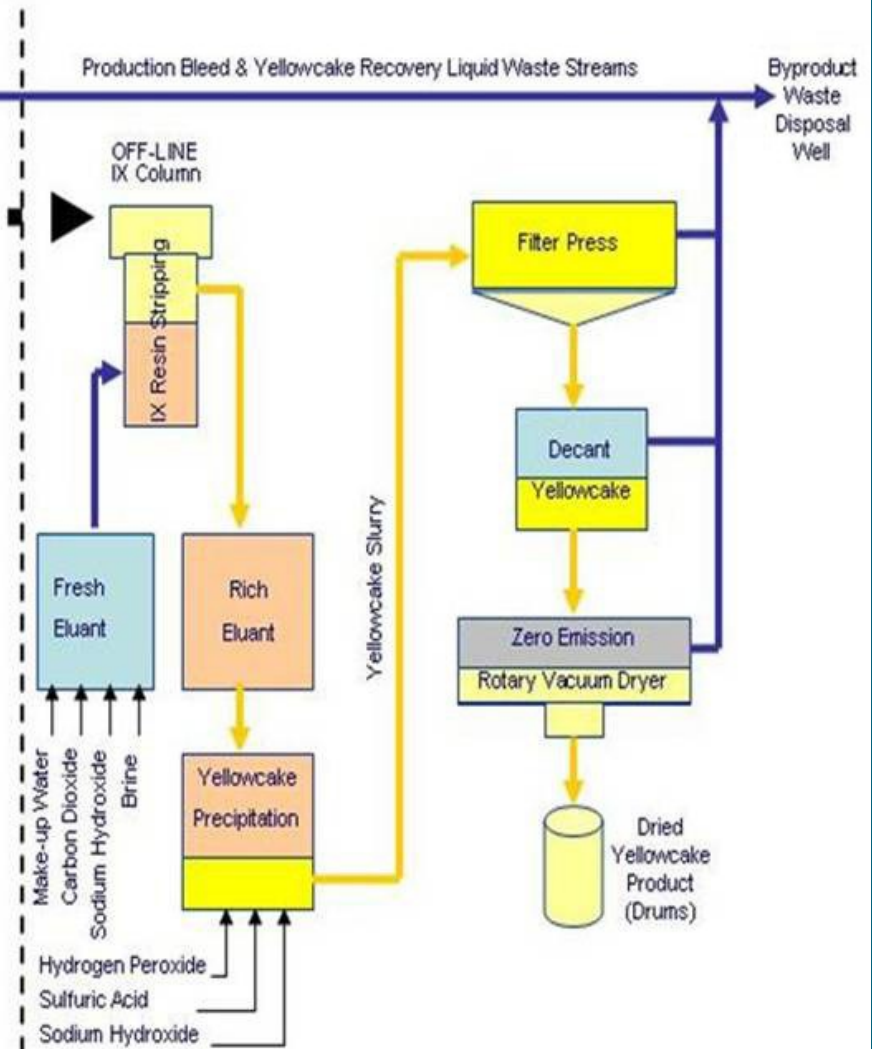 Production Bleed & Yellowcake Recovery Liquid Waste Streams
Byproduct
Waste
Disposal
Well
OFF-LINE
IX Column
IX Resin Stripping
Filter Press
Decant
Yellowcake
Yellowcake Slurry
Fresh
Eluant
Rich
Eluant
Zero Emission
Rotary Vacuum Dryer
Make-up Water
Carbon Dioxide
Sodium Hydroxide
Brine
Yellowcake
Precipitation
Dried
Yellowcake
Product
(Drums)
Hydrogen Peroxide
Sulfuric Acid
Sodium Hydroxide